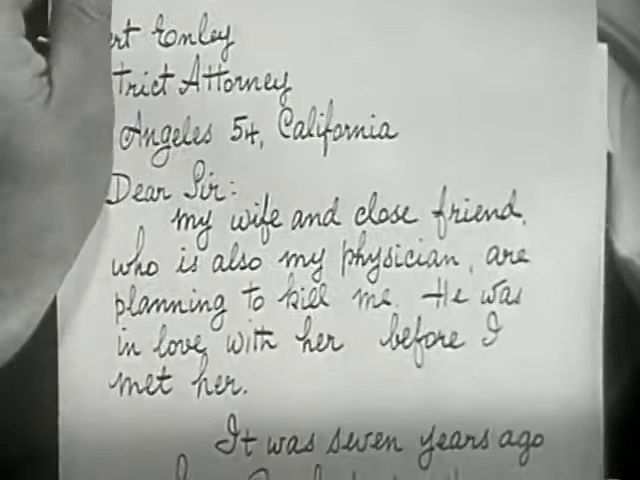 ert Enley
trict Attorney
Angeles 54, California
Dear Sir:
my wife and close friend,
who is also my physician, are
planning to kill me. He was
in love with her before I
met her.
It was seven years ago